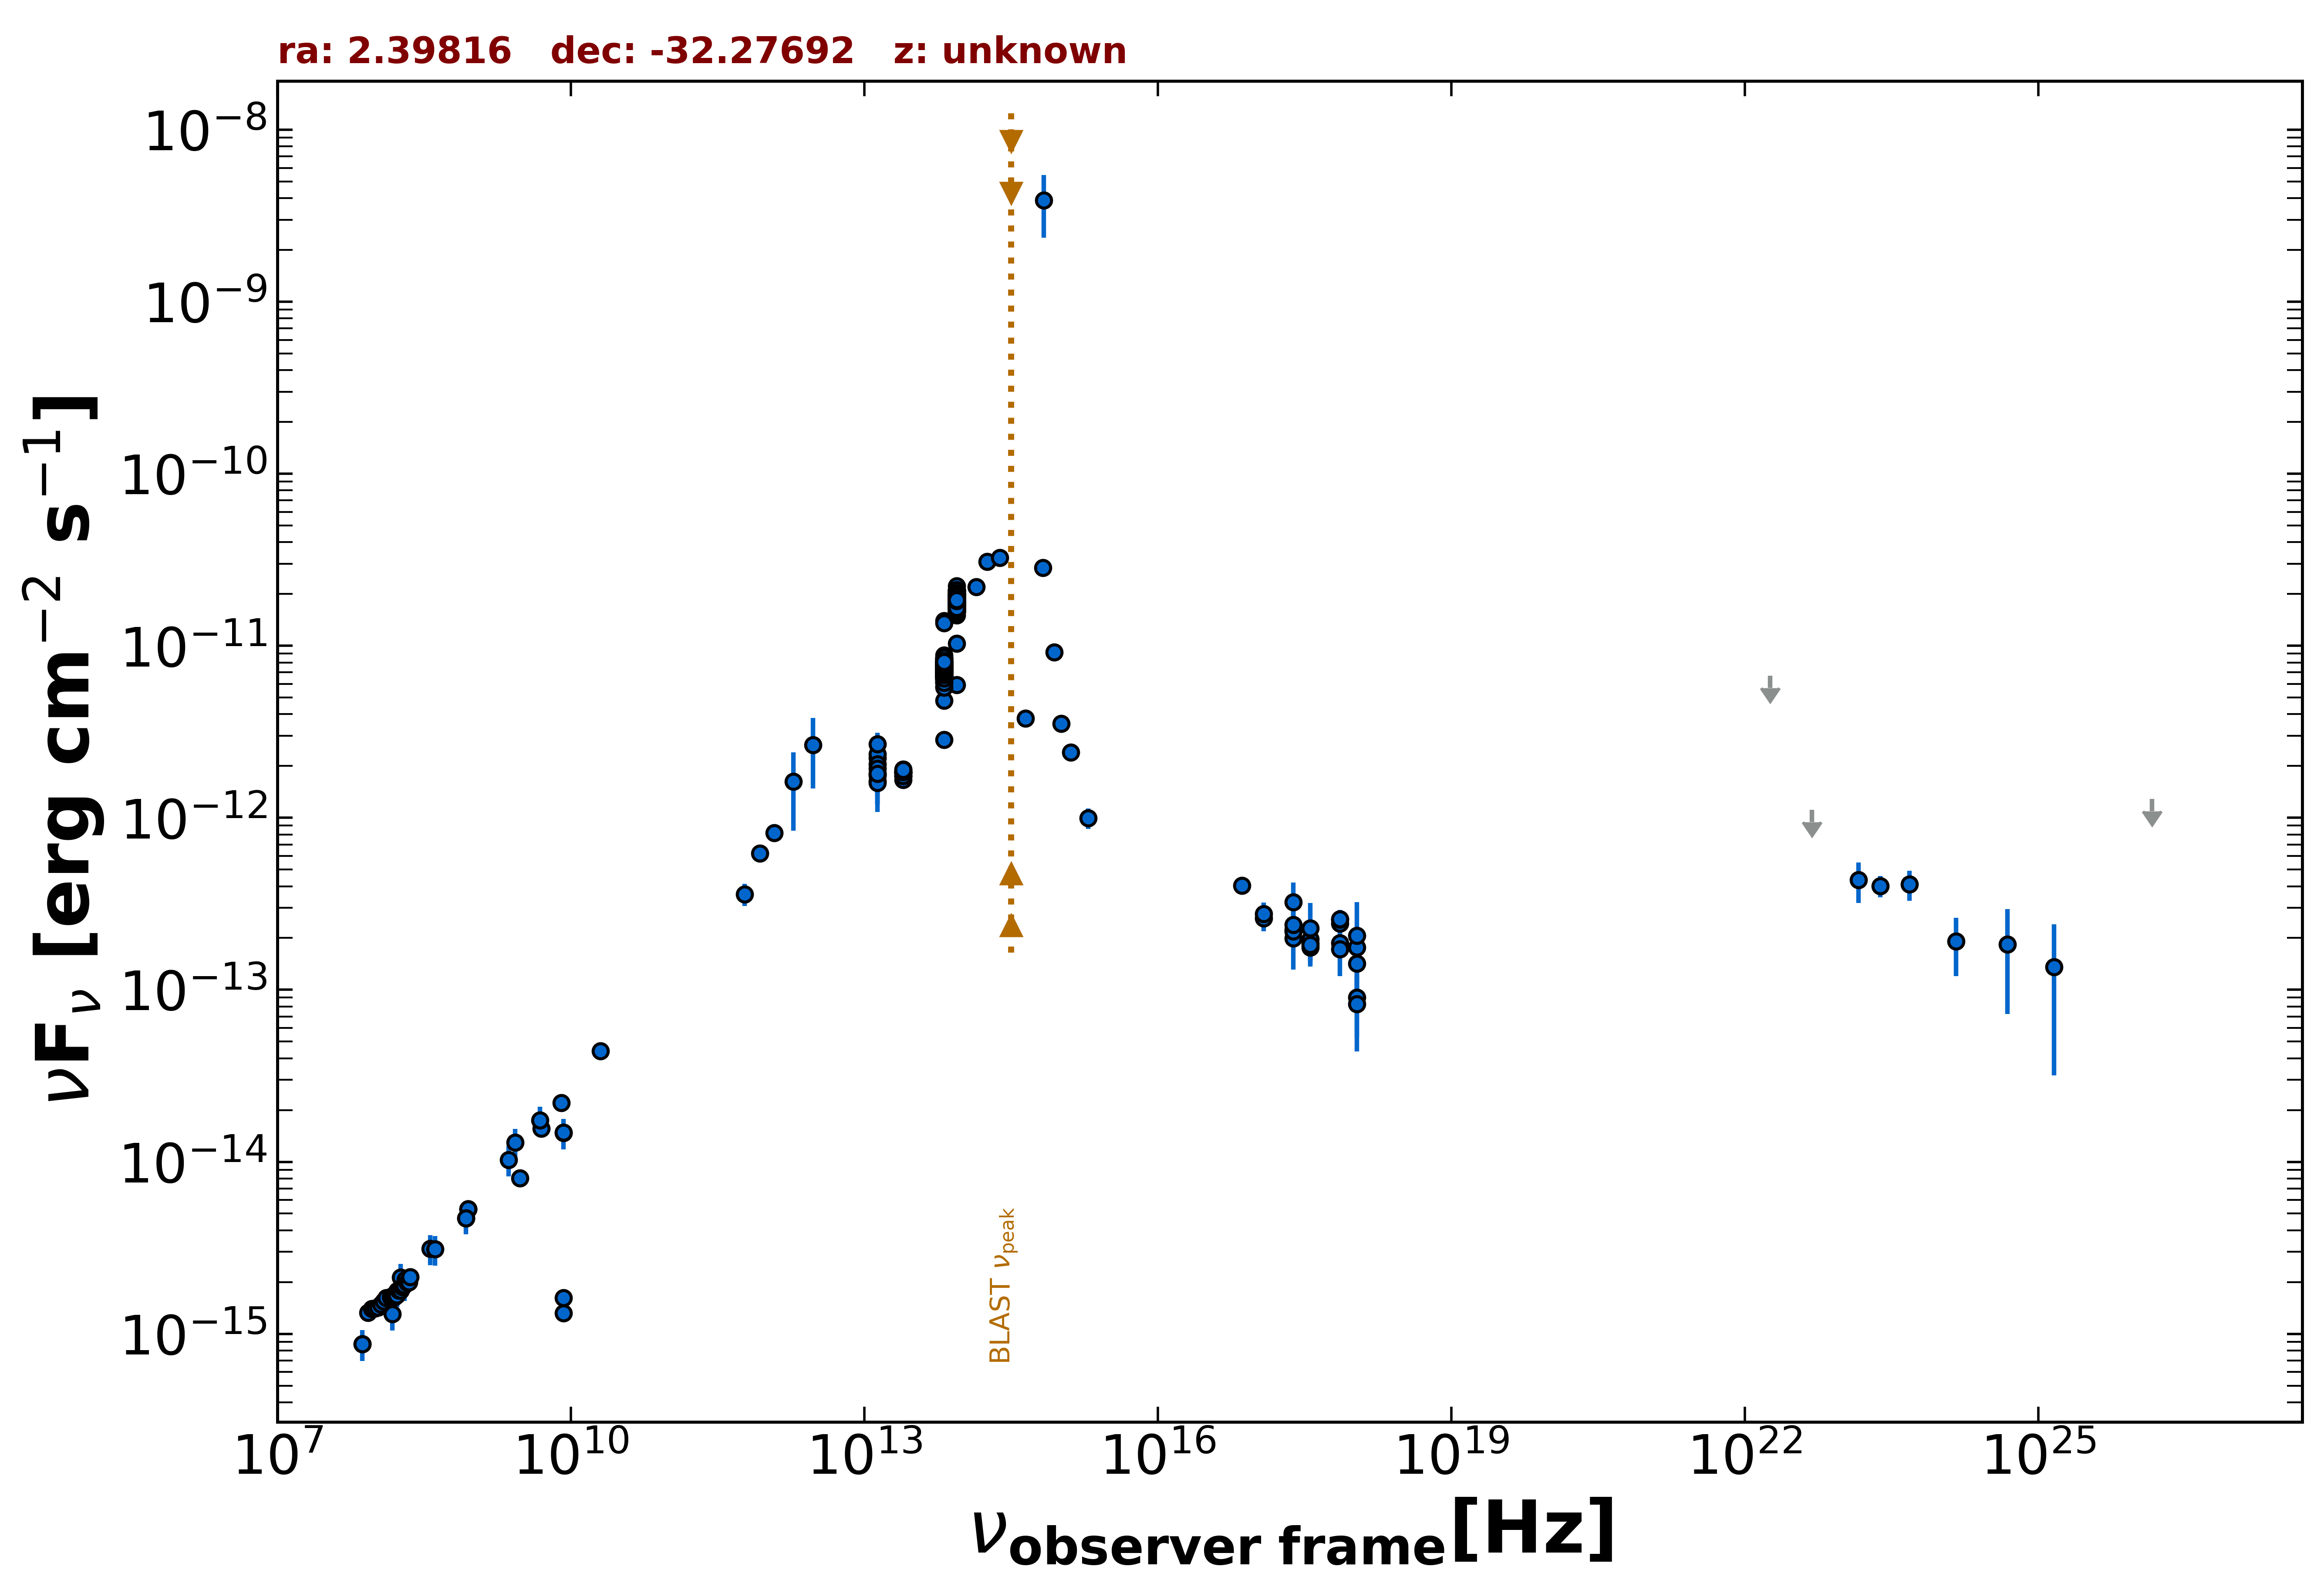 ra: 2.39816   dec: -32.27692   z: unknown
10⁻⁸
10⁻⁹
10⁻¹⁰
10⁻¹¹
10⁻¹²
10⁻¹³
10⁻¹⁴
10⁻¹⁵
νFν [erg cm⁻² s⁻¹]
BLAST νpeak
10⁷ 10¹⁰ 10¹³ 10¹⁶ 10¹⁹ 10²² 10²⁵
νobserver frame [Hz]